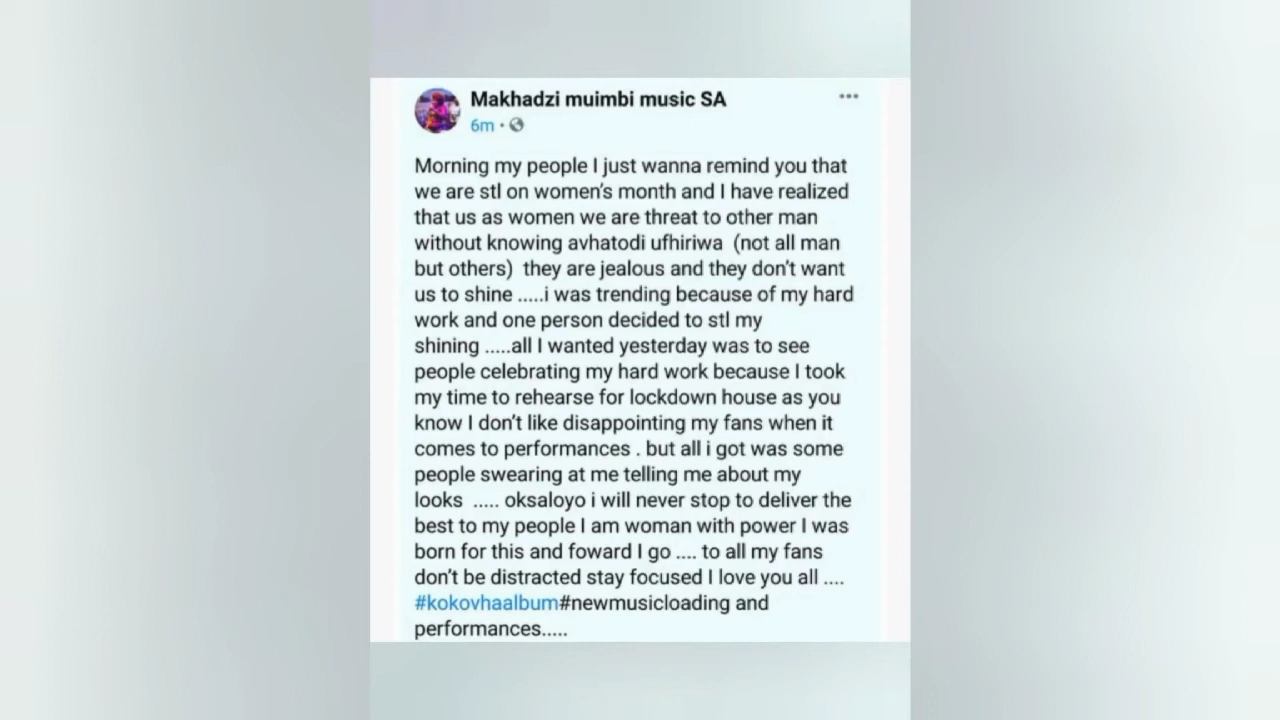 Makhadzi muimbi music SA
6m
Morning my people I just wanna remind you that
we are stl on women's month and I have realized
that us as women we are threat to other man
without knowing avhatodi ufhiriwa (not all man
but others) they are jealous and they don't want
us to shine .....i was trending because of my hard
work and one person decided to stl my
shining .....all I wanted yesterday was to see
people celebrating my hard work because I took
my time to rehearse for lockdown house as you
know I don't like disappointing my fans when it
comes to performances . but all i got was some
people swearing at me telling me about my
looks ..... oksaloyo i will never stop to deliver the
best to my people I am woman with power I was
born for this and foward I go .... to all my fans
don't be distracted stay focused I love you all ....
#kokovhaalbum#newmusicloading and
performances.....